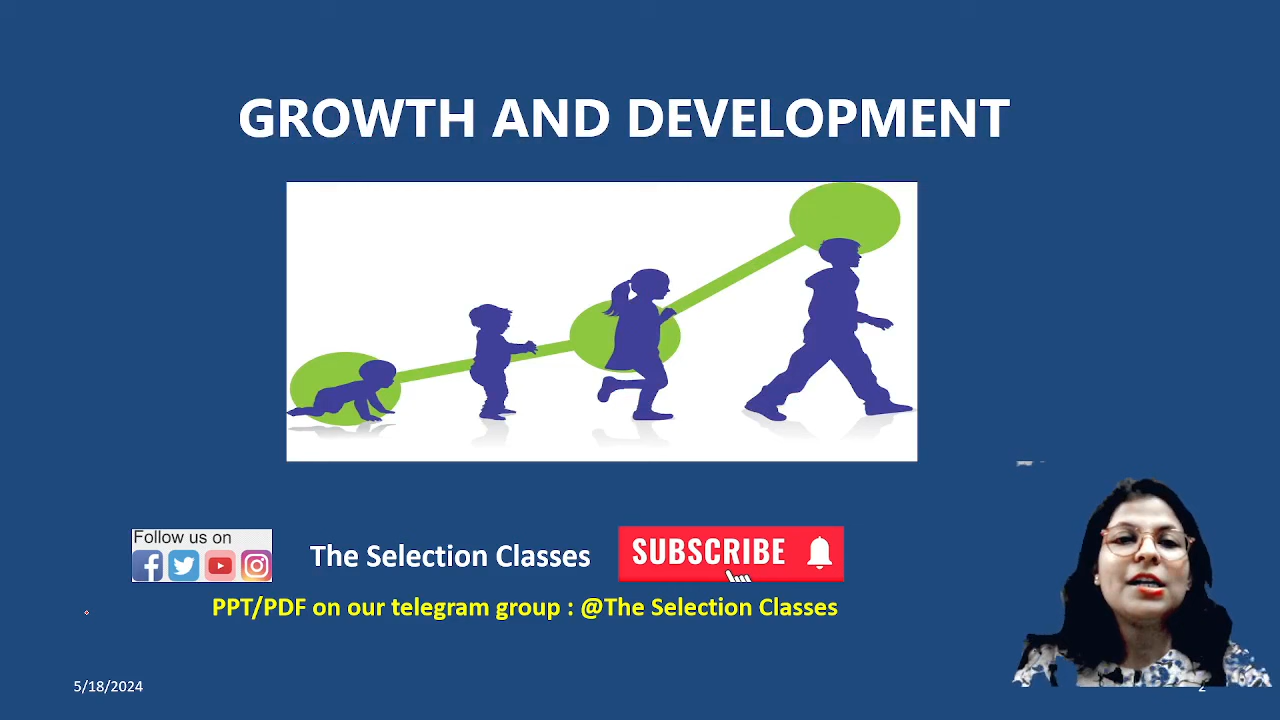 GROWTH AND DEVELOPMENT
Follow us on
The Selection Classes
SUBSCRIBE
PPT/PDF on our telegram group : @The Selection Classes
5/18/2024
2